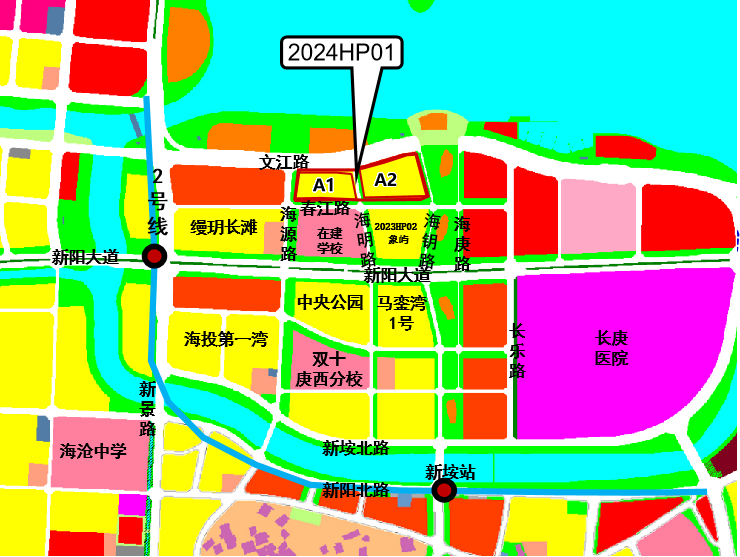 2024HP01
文江路
A1
A2
2号线
春江路
缦玥长滩
海源路
在建
学校
海明路
2023HP02
象屿
海钥路
海庚路
新阳大道
新阳大道
中央公园
马銮湾
1号
海投第一湾
长乐路
长庚
医院
双十
庚西分校
新景路
海沧中学
新垵北路
新垵站
新阳北路